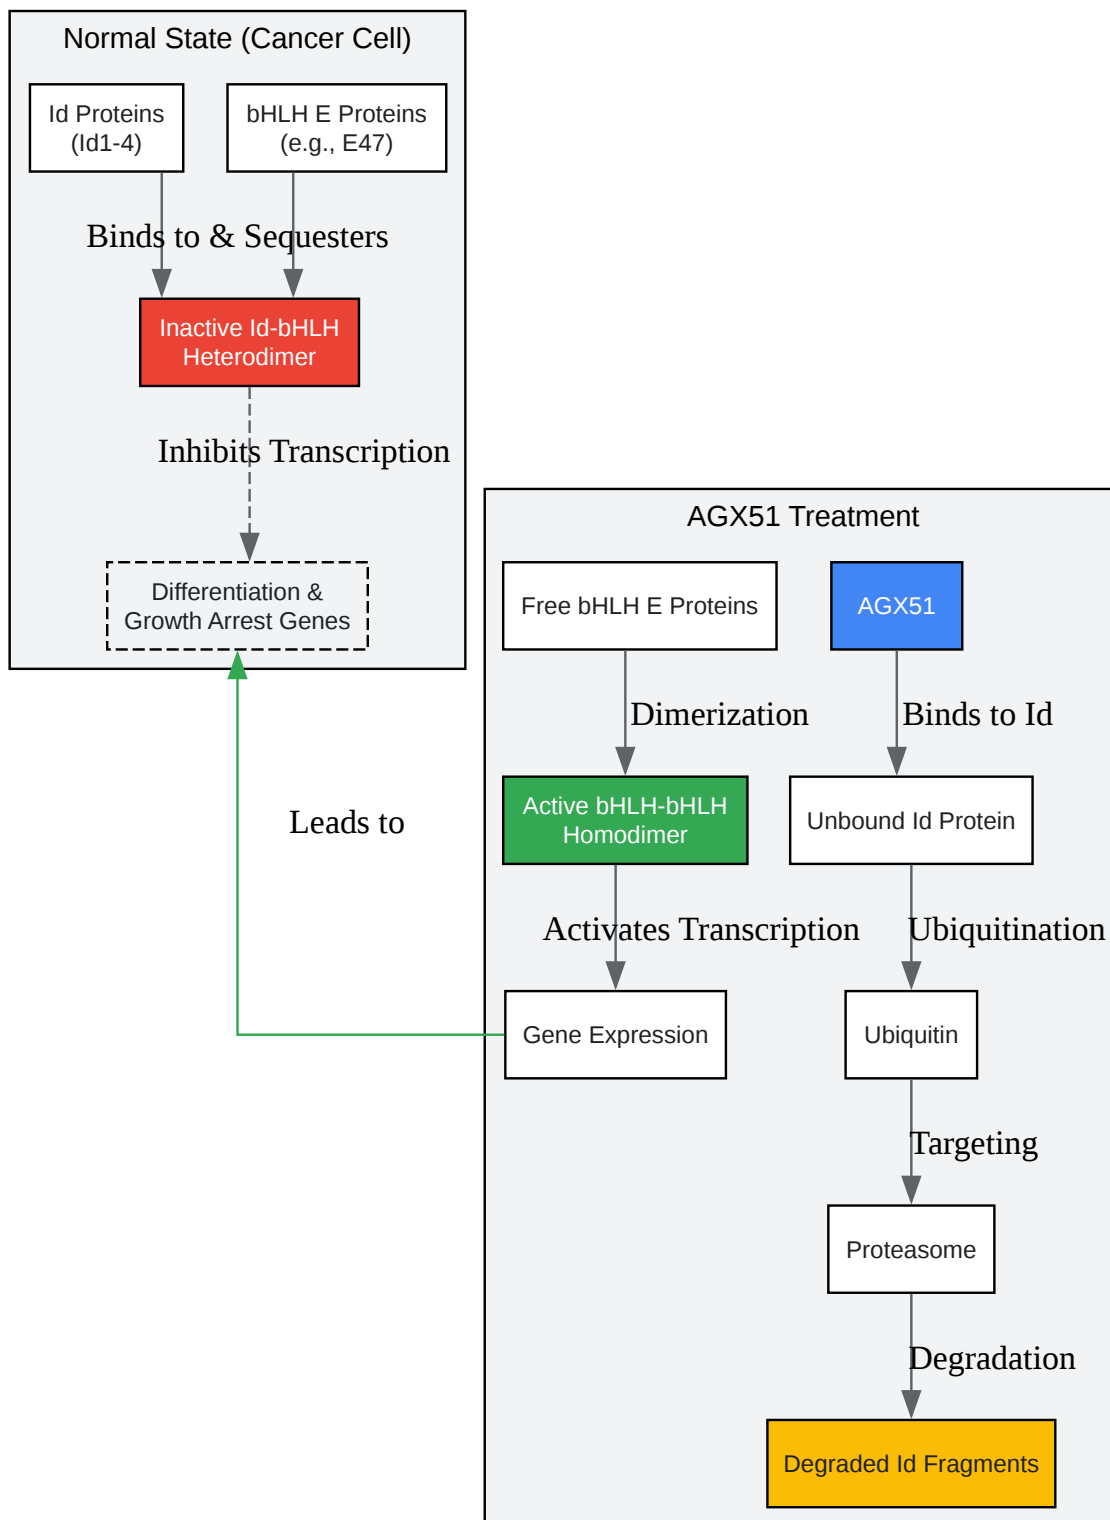 Normal State (Cancer Cell)
Id Proteins
(Id1-4)
bHLH E Proteins
(e.g., E47)
Binds to & Sequesters
Inactive Id-bHLH
Heterodimer
Inhibits Transcription
Differentiation &
Growth Arrest Genes
Leads to
AGX51 Treatment
Free bHLH E Proteins
AGX51
Dimerization
Binds to Id
Active bHLH-bHLH
Homodimer
Unbound Id Protein
Activates Transcription
Ubiquitination
Gene Expression
Ubiquitin
Targeting
Proteasome
Degradation
Degraded Id Fragments